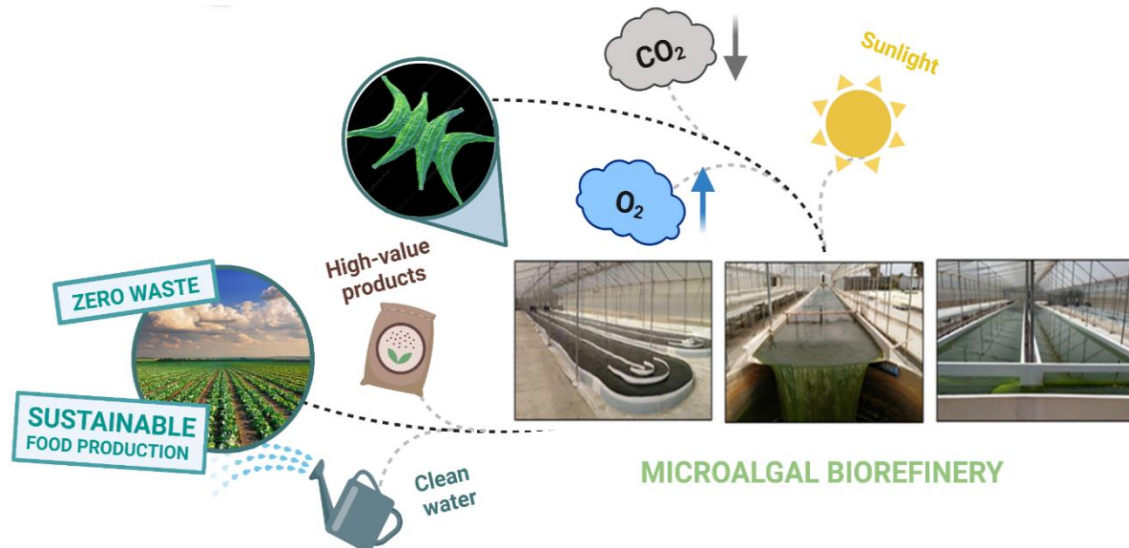 CO₂
Sunlight
O₂
High-value
products
ZERO WASTE
SUSTAINABLE
FOOD PRODUCTION
Clean
water
MICROALGAL BIOREFINERY